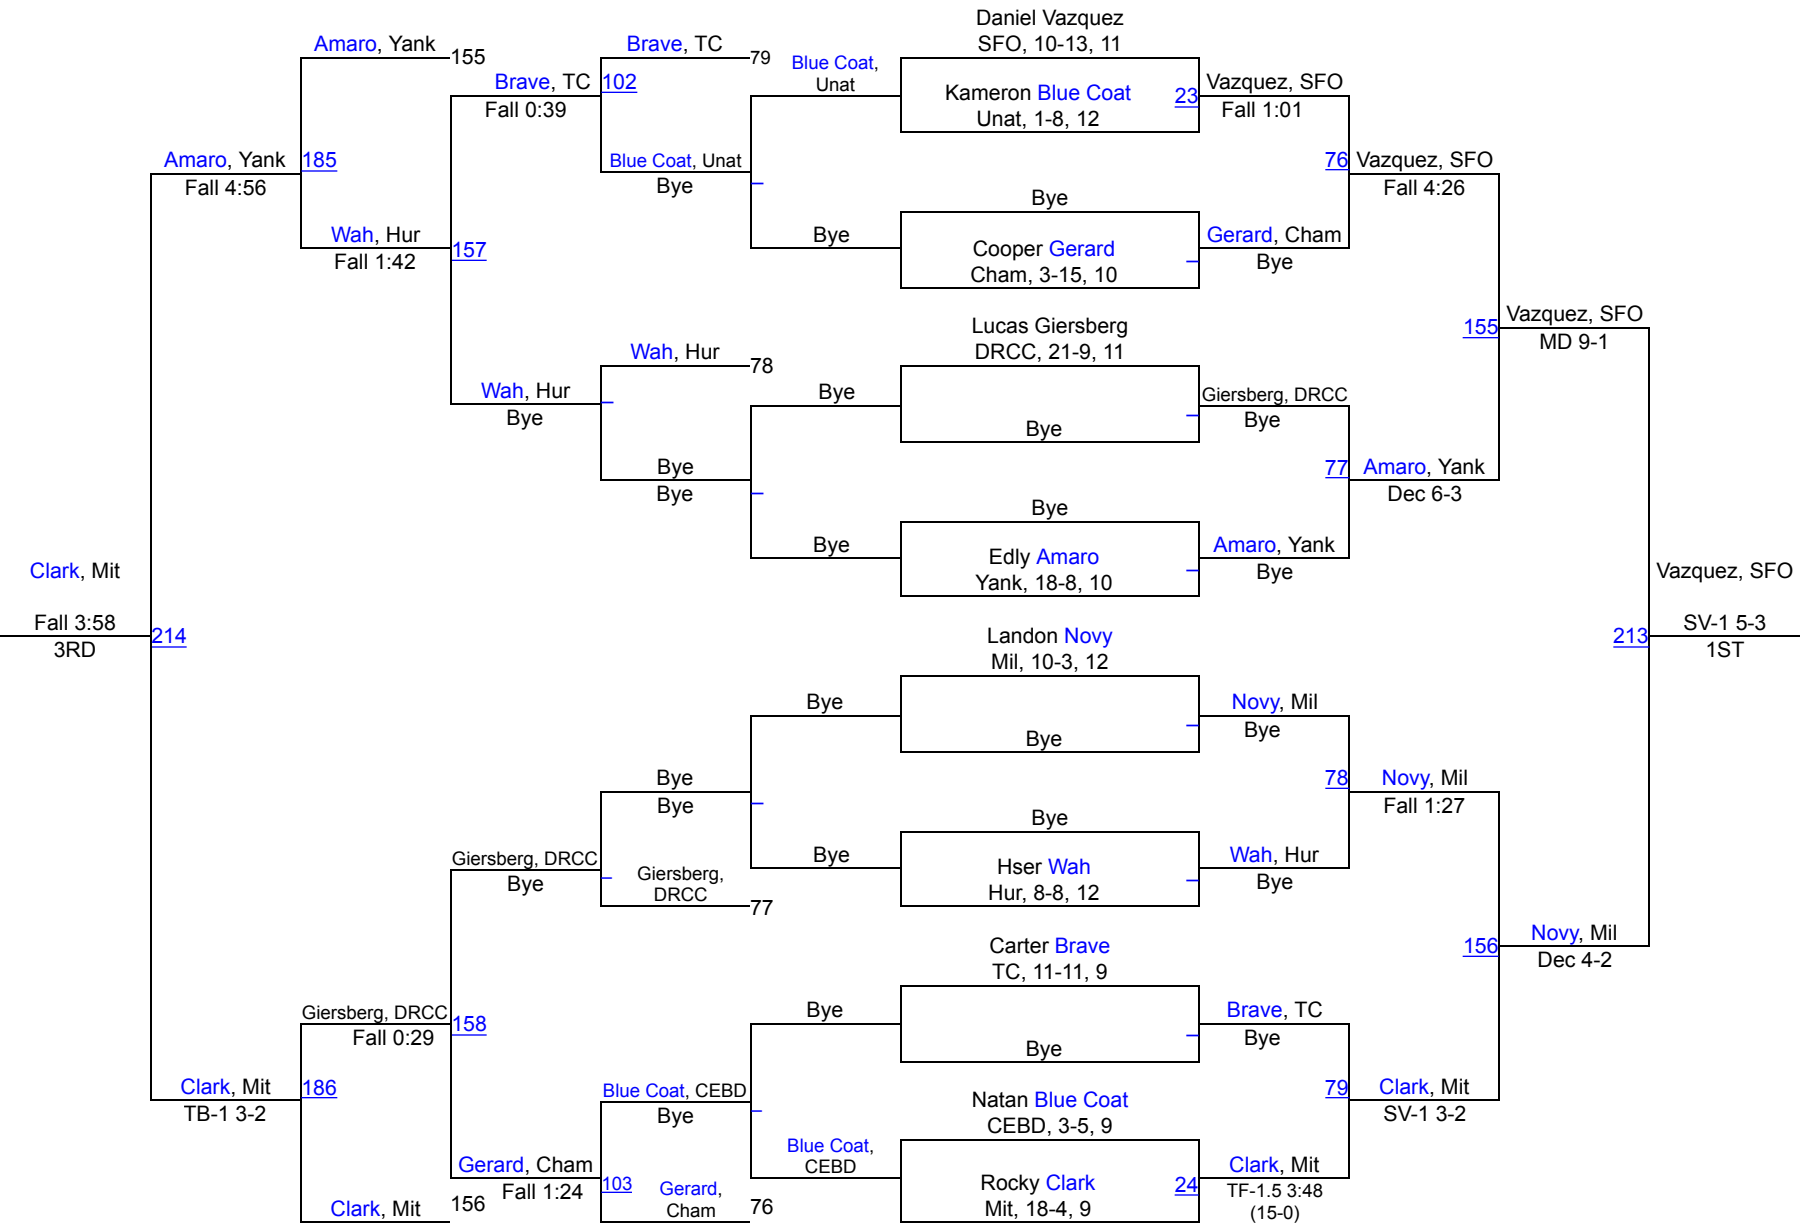 Daniel Vazquez
SFO, 10-13, 11
Amaro, Yank
155
Brave, TC
79
Blue Coat,
Unat
Brave, TC
102
Fall 0:39
Kameron Blue Coat
Unat, 1-8, 12
23
Vazquez, SFO
Fall 1:01
Amaro, Yank
185
Fall 4:56
Blue Coat, Unat
Bye
76
Vazquez, SFO
Fall 4:26
Bye
Wah, Hur
Fall 1:42
157
Bye
Cooper Gerard
Cham, 3-15, 10
Gerard, Cham
Bye
Lucas Giersberg
DRCC, 21-9, 11
155
Vazquez, SFO
MD 9-1
Wah, Hur
78
Wah, Hur
Bye
Bye
Bye
Giersberg, DRCC
Bye
Bye
Bye
77
Amaro, Yank
Dec 6-3
Bye
Bye
Edly Amaro
Yank, 18-8, 10
Amaro, Yank
Bye
Clark, Mit
Fall 3:58
3RD
214
Vazquez, SFO
213
SV-1 5-3
1ST
Landon Novy
Mil, 10-3, 12
Bye
Bye
Novy, Mil
Bye
Bye
Bye
78
Novy, Mil
Fall 1:27
Bye
Giersberg, DRCC
Bye
Giersberg,
DRCC
77
Bye
Hser Wah
Hur, 8-8, 12
Wah, Hur
Bye
Carter Brave
TC, 11-11, 9
156
Novy, Mil
Dec 4-2
Giersberg, DRCC
Fall 0:29
158
Bye
Bye
Brave, TC
Bye
Clark, Mit
TB-1 3-2
186
Blue Coat, CEBD
Bye
Natan Blue Coat
CEBD, 3-5, 9
79
Clark, Mit
SV-1 3-2
Gerard, Cham
Fall 1:24
103
Blue Coat,
CEBD
Gerard,
Cham
76
Rocky Clark
Mit, 18-4, 9
24
Clark, Mit
TF-1.5 3:48
(15-0)
Clark, Mit
156